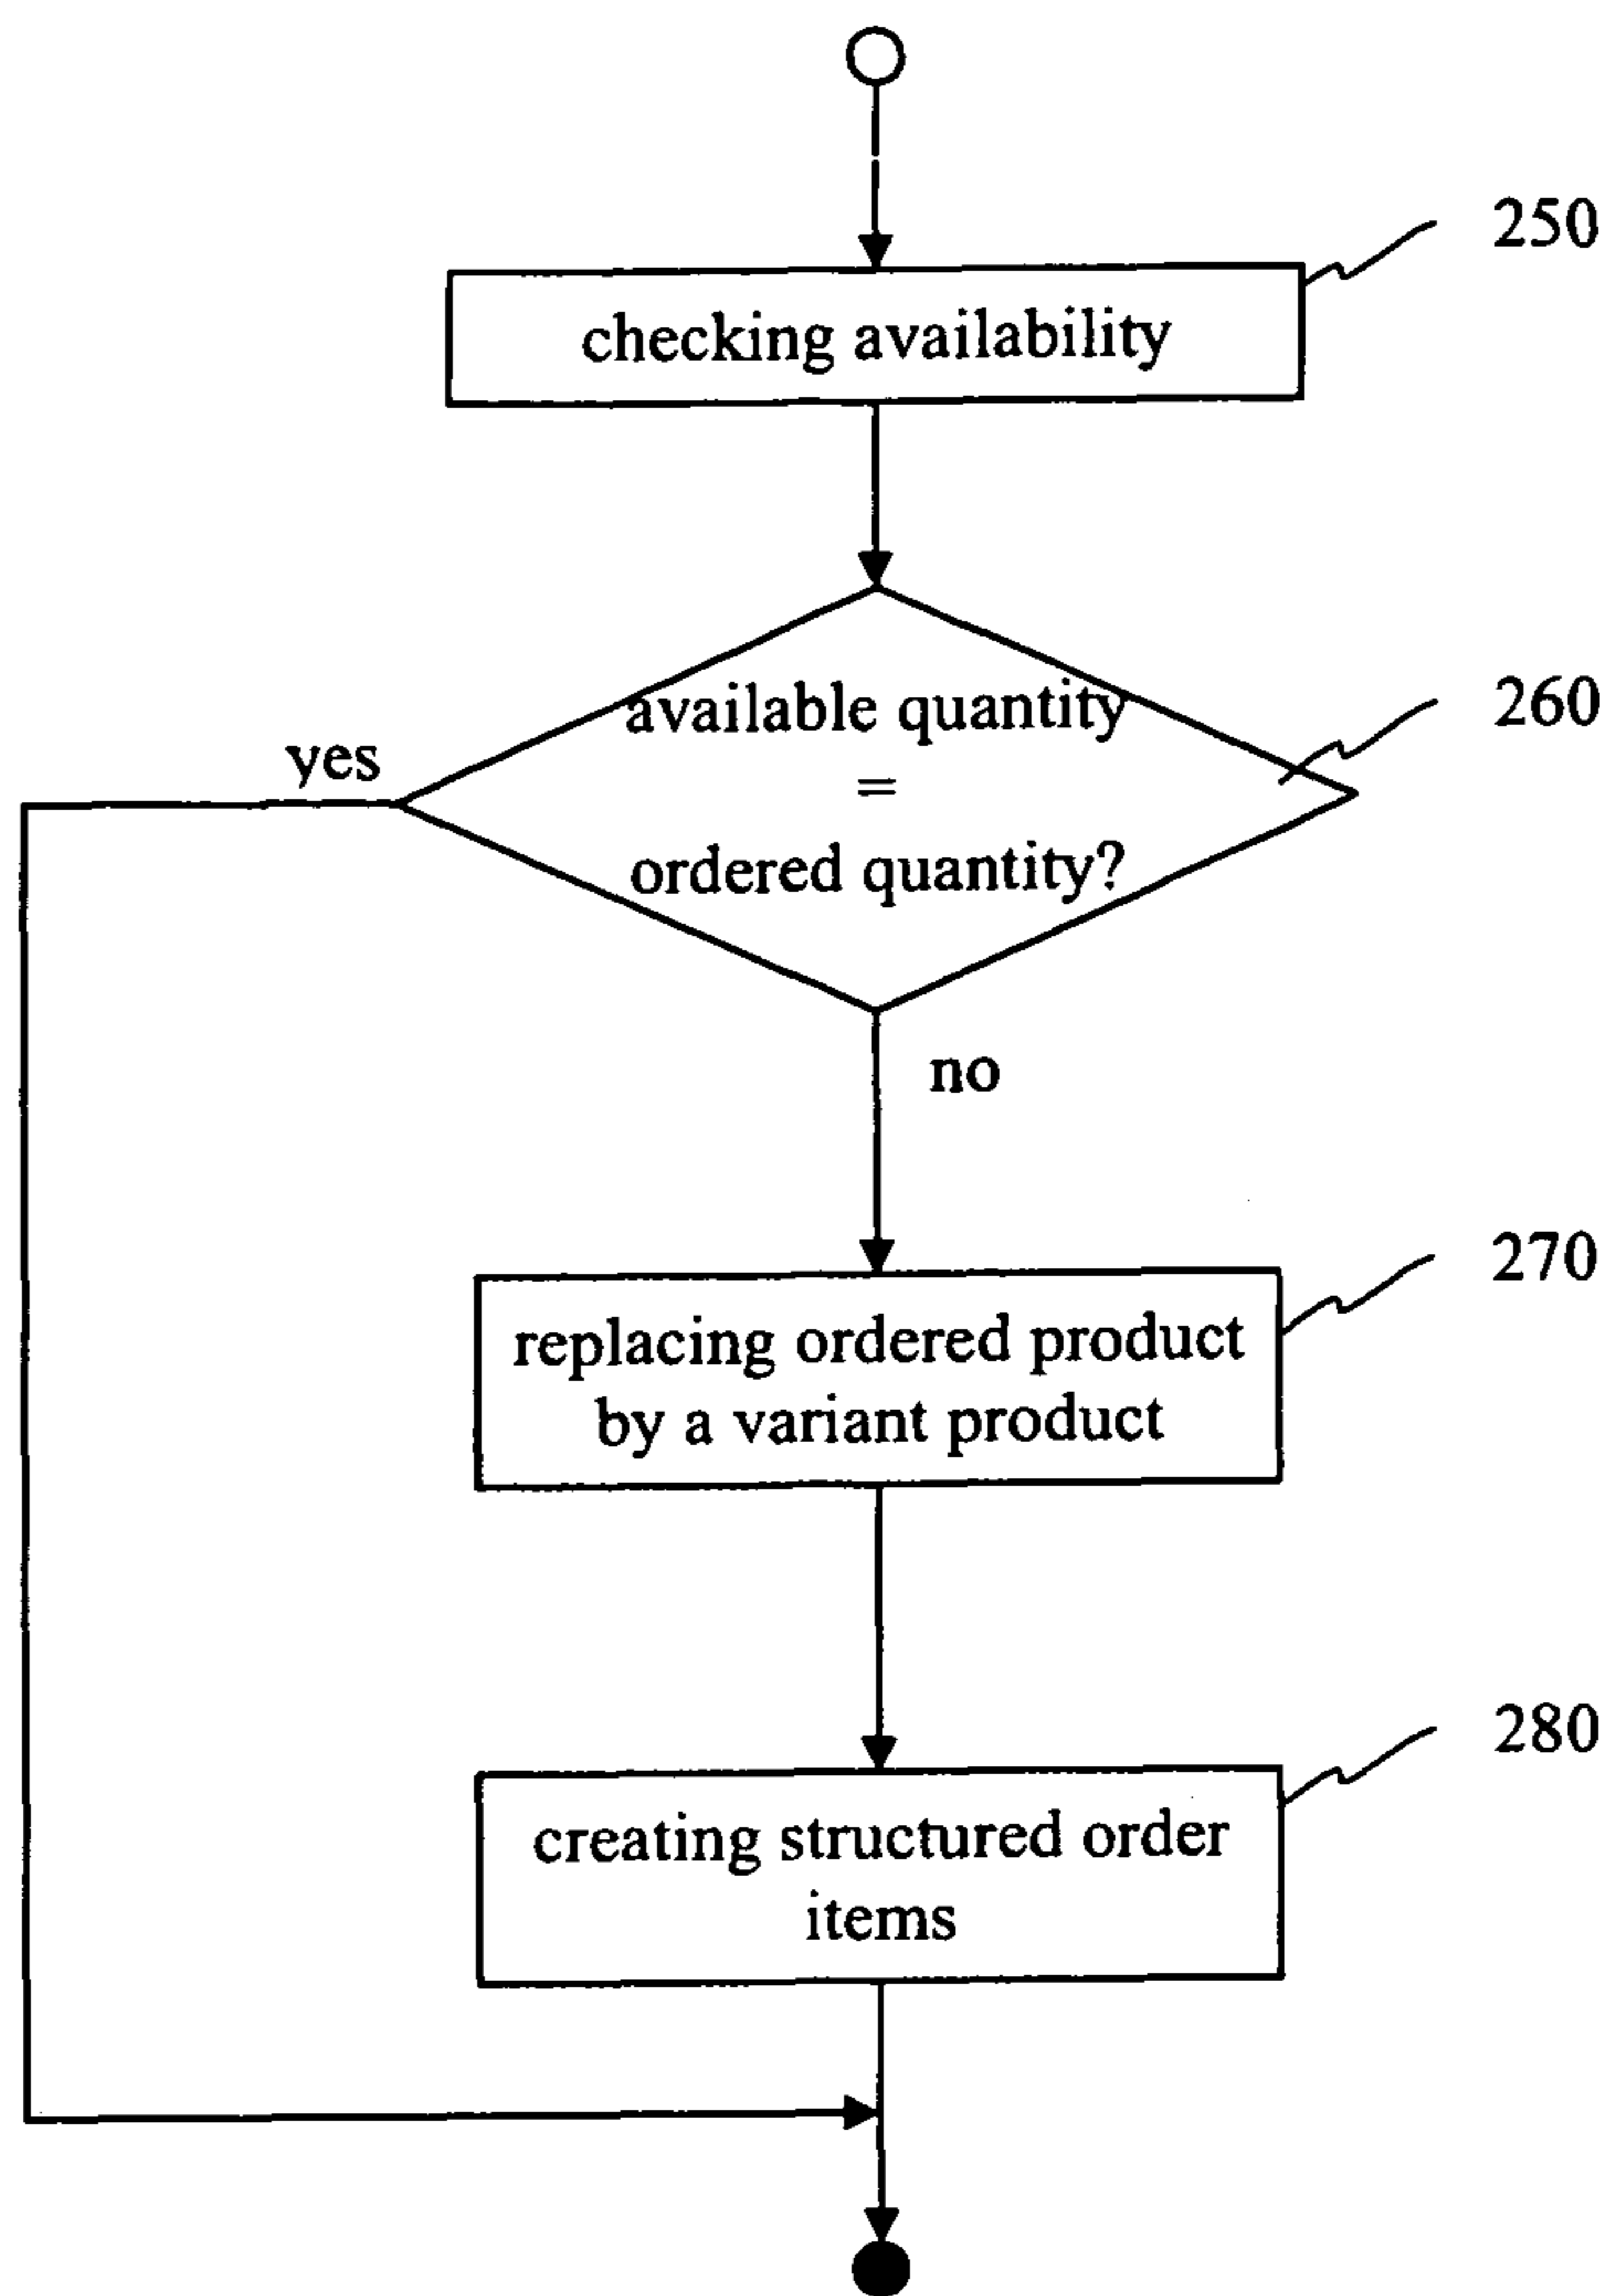 250
checking availability
260
available quantity
yes
=
ordered quantity?
no
270
replacing ordered product
by a variant product
280
creating structured order
items